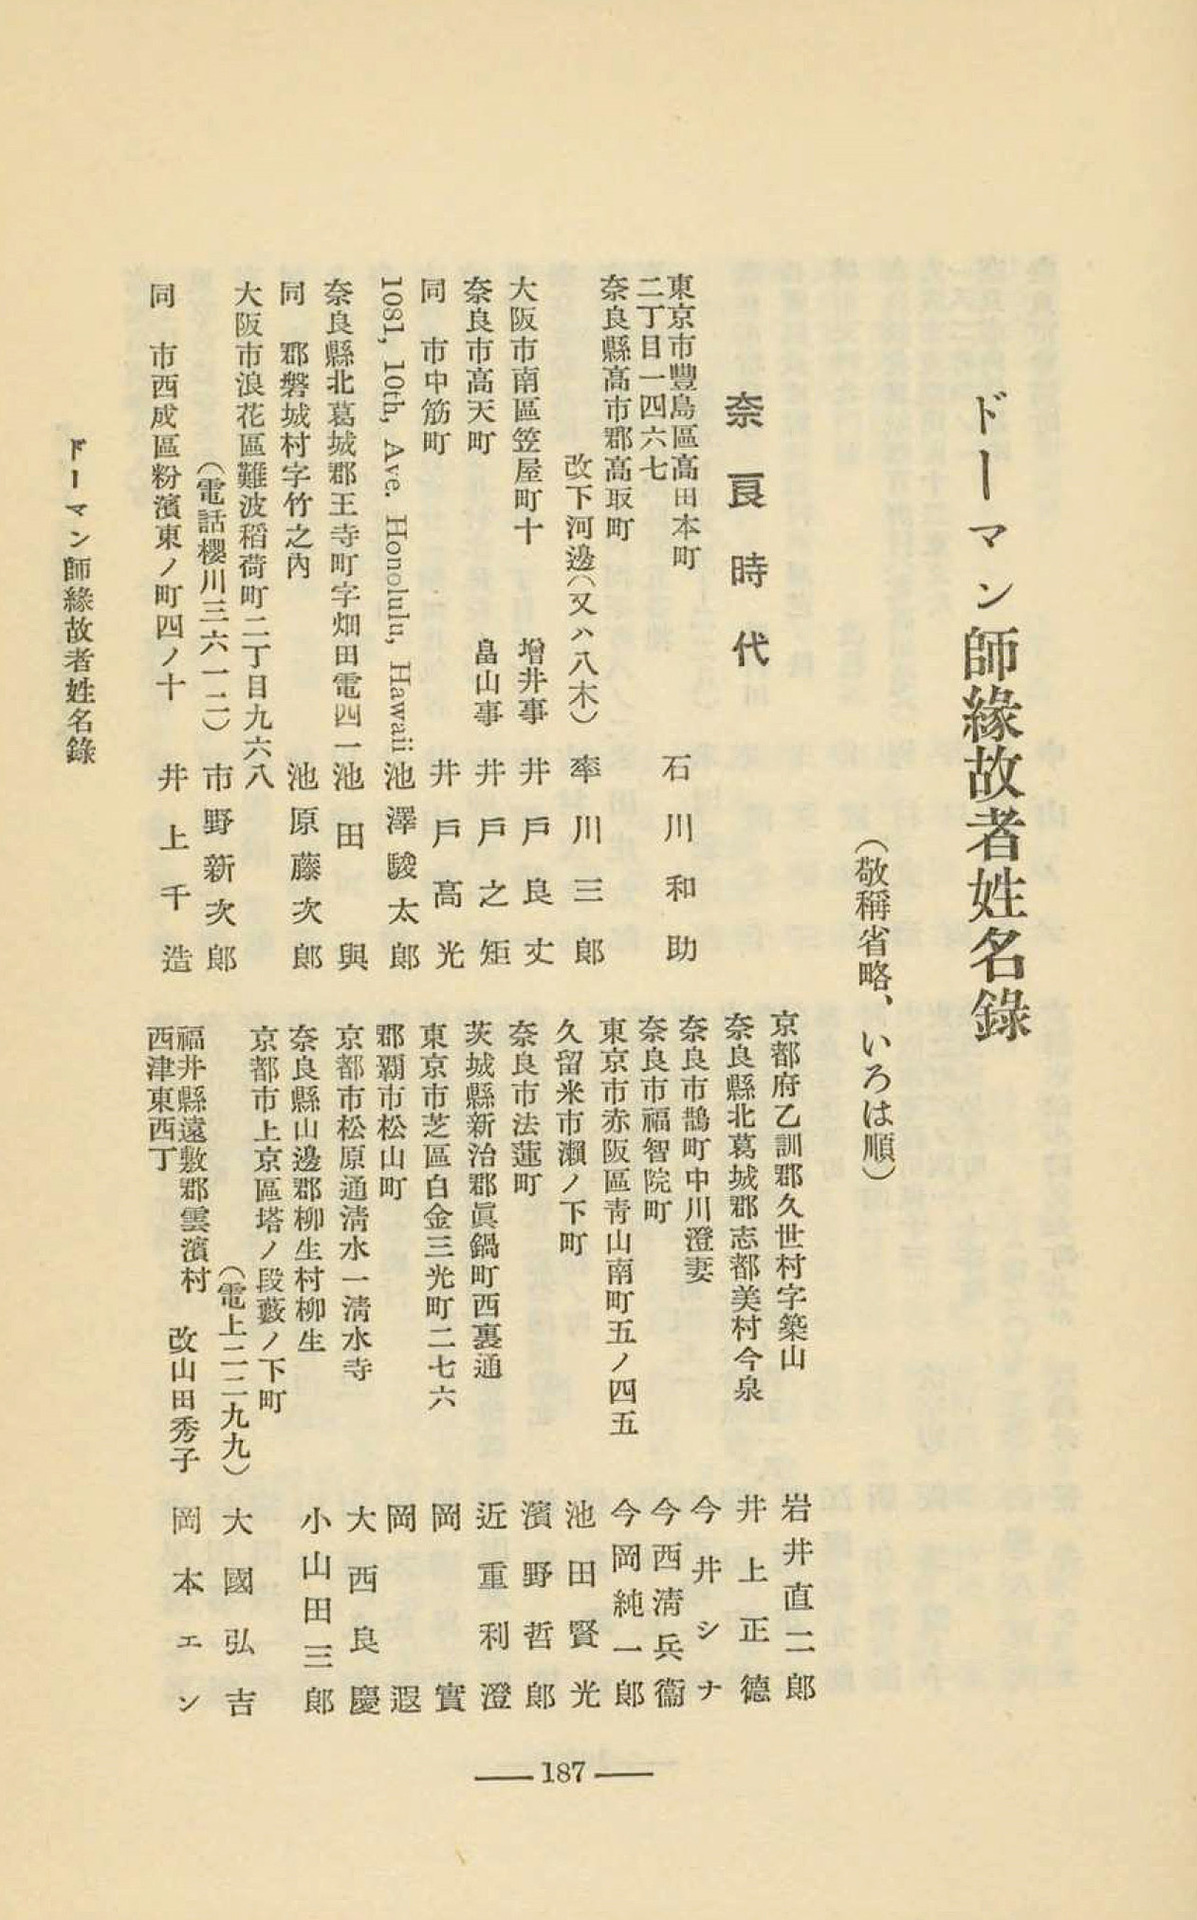 ドーマン師緣故者姓名錄
(敬稱省略、いろは順)
奈良時代
東京市豐島區高田本町
二丁目一四六七
石川和助
奈良縣高市郡高取町
改下河邊(又ハ八木)
率川三郎
大阪市南區笠屋町十
增井事 井戶良丈
奈良市高天町
畠山事 井戶之矩
同 市中筋町
井戶高光
1081, 10th, Ave. Honolulu, Hawaii
池澤駿太郎
奈良縣北葛城郡王寺町字畑田電四一
池田 與
同 郡磐城村字竹之內
池原藤次郎
大阪市浪花區難波稻荷町二丁目九六八
(電話櫻川三六一二)
市野新次郎
同 市西成區粉濱東ノ町四ノ十
井上千造
京都府乙訓郡久世村字築山
岩井直二郎
奈良縣北葛城郡志都美村今泉
井上正德
奈良市鵲町中川澄妻
今井シナ
奈良市福智院町
今西淸兵衞
東京市赤阪區靑山南町五ノ四五
今岡純一郎
久留米市瀨ノ下町
池田賢光
奈良市法蓮町
濱野哲郎
茨城縣新治郡眞鍋町西裏通
近重利澄
東京市芝區白金三光町二七六
岡 實
那覇市松山町
岡 遐
京都市松原通淸水一淸水寺
大西良慶
奈良縣山邊郡柳生村柳生
小山田三郎
京都市上京區塔ノ段藪ノ下町
(電上二二九九)
大國弘吉
福井縣遠敷郡雲濱村
西津東西丁
改山田秀子
岡本エン
ドーマン師緣故者姓名錄
187